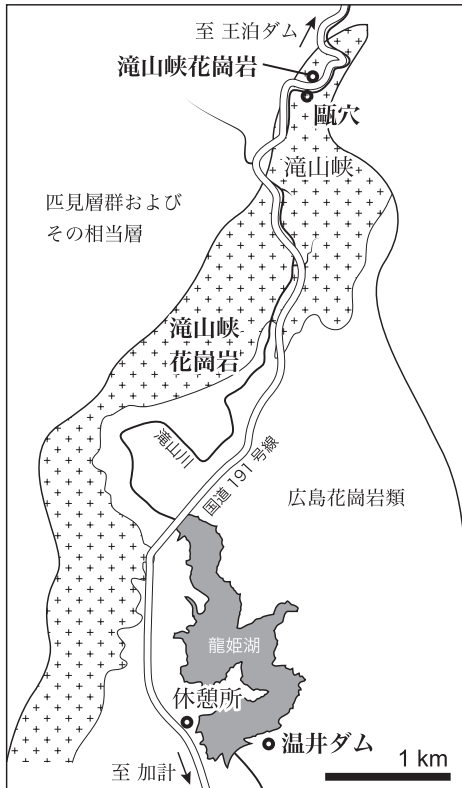 至 王泊ダム
滝山峡花崗岩
甌穴
滝山峡
匹見層群および
その相当層
滝山峡
花崗岩
滝山川
国道 191 号線
広島花崗岩類
龍姫湖
休憩所
温井ダム
至 加計
1 km